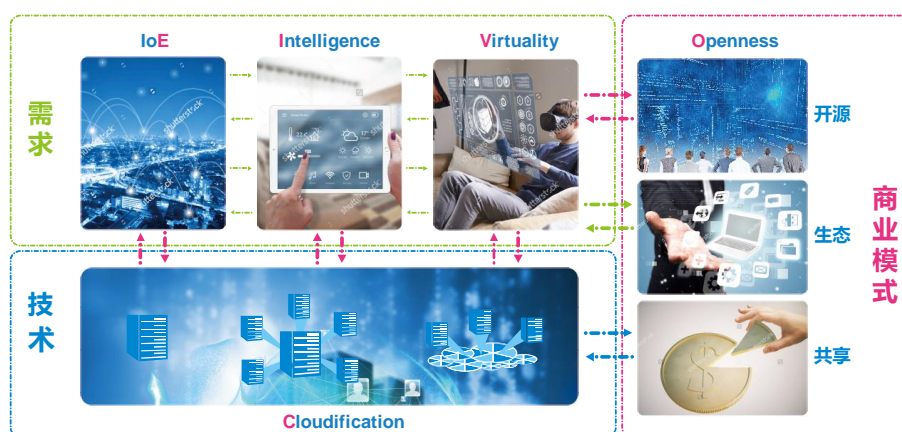 IoE
Intelligence
Virtuality
Openness
需求
开源
生态
商业模式
技术
共享
Cloudification